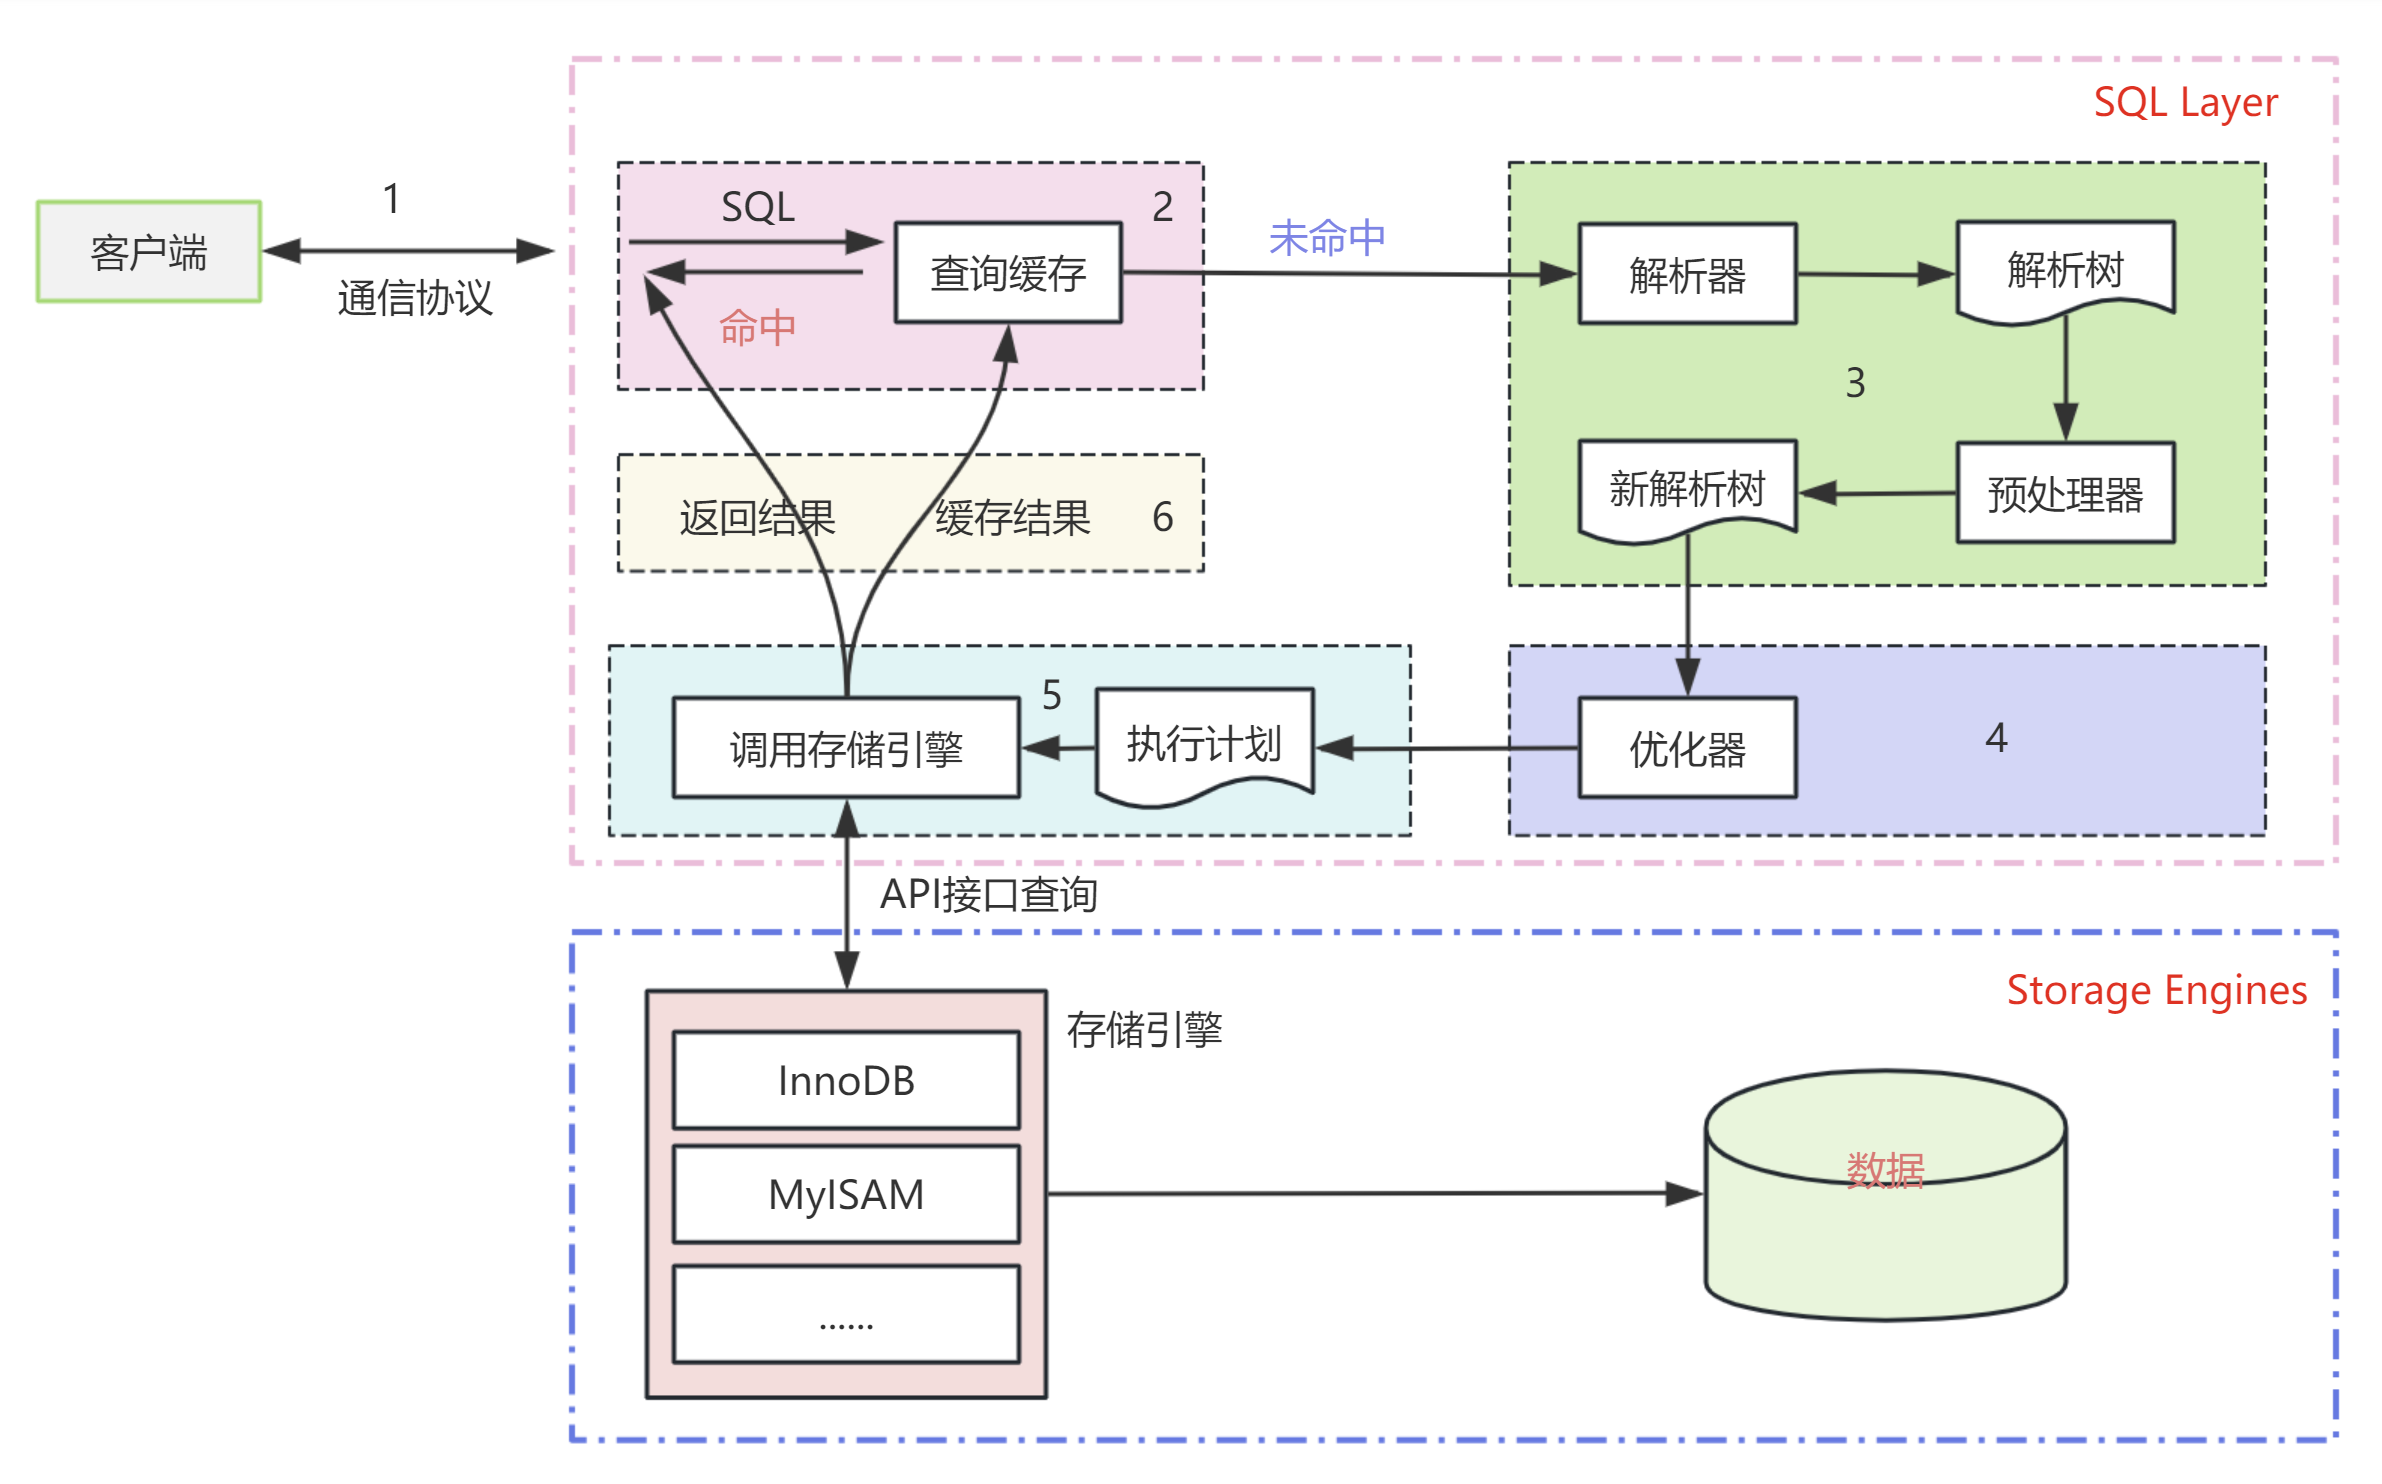 SQL Layer
1
客户端
通信协议
SQL
2
查询缓存
命中
未命中
解析器
解析树
3
新解析树
预处理器
返回结果
缓存结果
6
调用存储引擎
5
执行计划
优化器
4
API接口查询
Storage Engines
存储引擎
InnoDB
MyISAM
......
数据